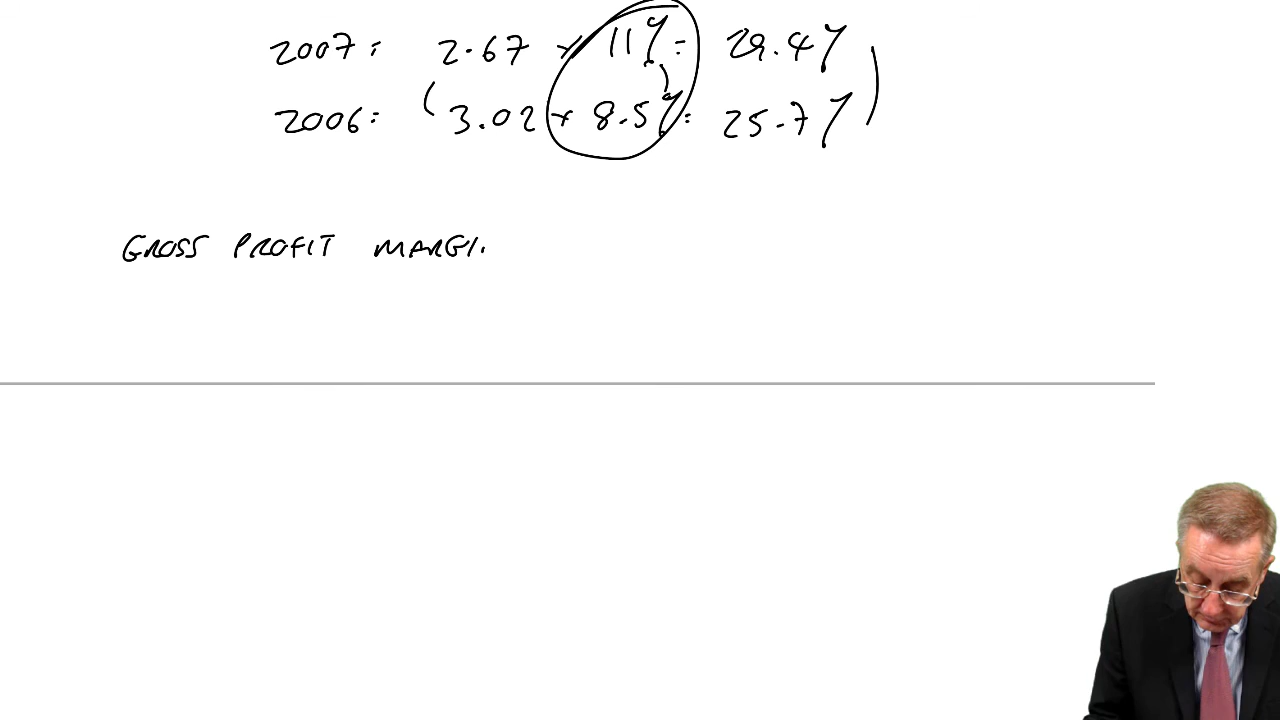 2007: 2.67 × 11% = 29.4%
2006: (3.02 × 8.5% = 25.7%)
GROSS PROFIT MARGI